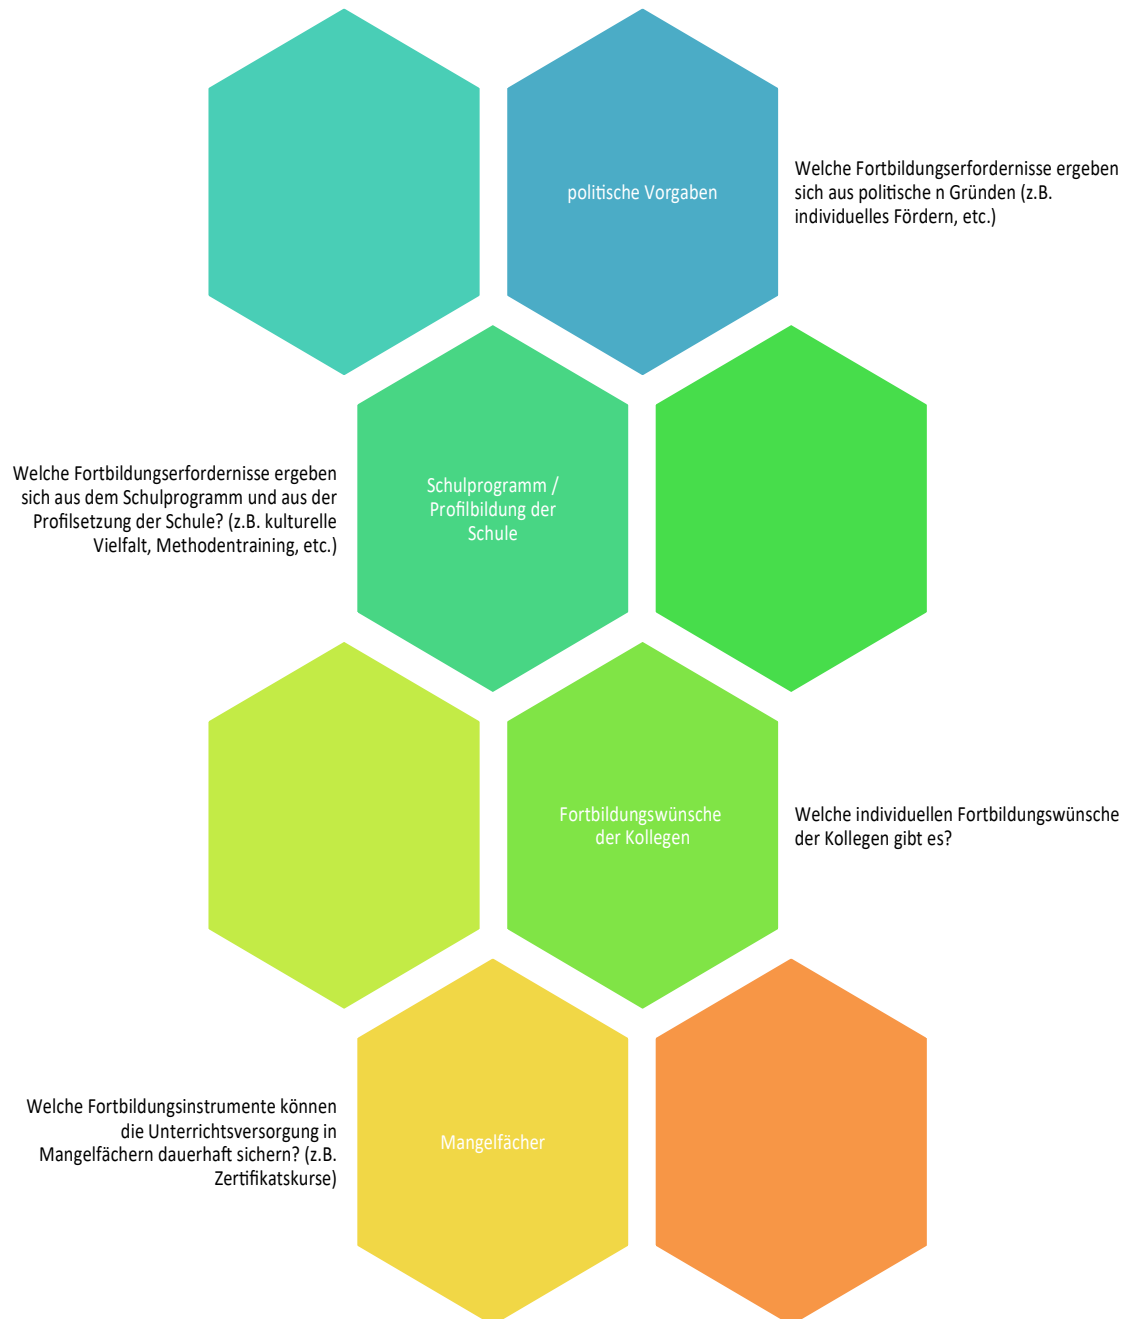 politische Vorgaben
Welche Fortbildungserfordernisse ergeben
sich aus politische n Gründen (z.B.
individuelles Fördern, etc.)
Welche Fortbildungserfordernisse ergeben
sich aus dem Schulprogramm und aus der
Profilsetzung der Schule? (z.B. kulturelle
Vielfalt, Methodentraining, etc.)
Schulprogramm /
Profilbildung der
Schule
Fortbildungswünsche
der Kollegen
Welche individuellen Fortbildungswünsche
der Kollegen gibt es?
Welche Fortbildungsinstrumente können
die Unterrichtsversorgung in
Mangelfächern dauerhaft sichern? (z.B.
Zertifikatskurse)
Mangelfächer